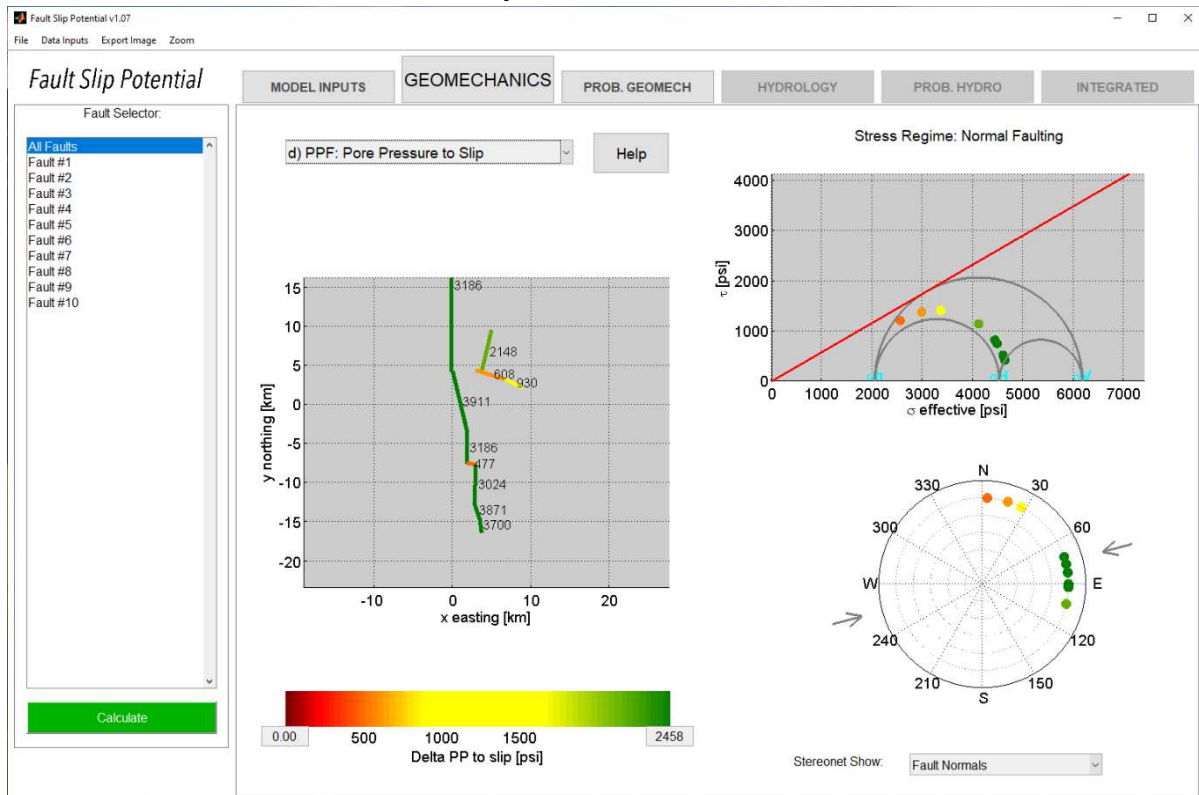 Fault Slip Potential v1.07
File Data Inputs Export Image Zoom
Fault Slip Potential
MODEL INPUTS
GEOMECHANICS
PROB. GEOMECH
HYDROLOGY
PROB. HYDRO
INTEGRATED
Fault Selector:
All Faults
Fault #1
Fault #2
Fault #3
Fault #4
Fault #5
Fault #6
Fault #7
Fault #8
Fault #9
Fault #10
Calculate
d) PPF: Pore Pressure to Slip
Help
15
10
5
0
-5
-10
-15
-20
y northing [km]
3186
2148
608
930
3911
3186
477
3024
3871
3700
-10 0 10 20
x easting [km]
0.00 500 1000 1500 2458
Delta PP to slip [psi]
Stress Regime: Normal Faulting
4000
3000
2000
1000
0
τ [psi]
0 1000 2000 3000 4000 5000 6000 7000
σ effective [psi]
N
30
60
E
120
150
S
210
240
W
300
330
Stereonet Show:
Fault Normals